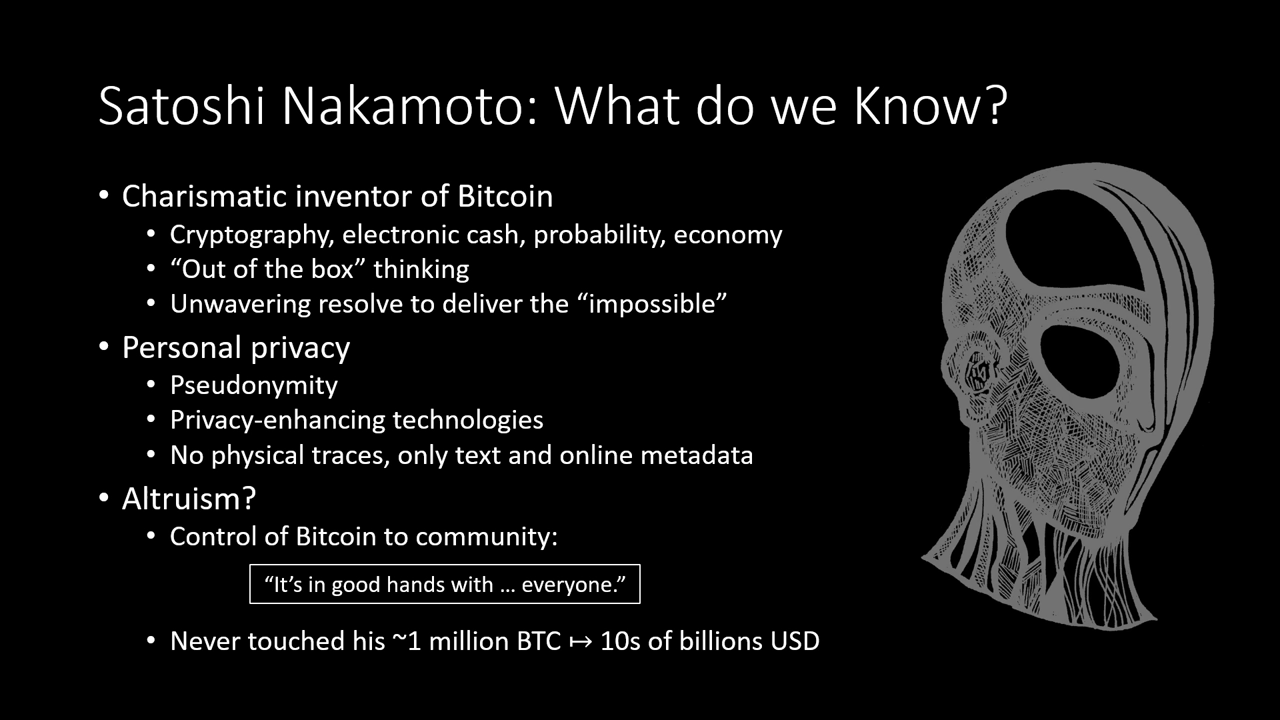 Satoshi Nakamoto: What do we Know?
• Charismatic inventor of Bitcoin
• Cryptography, electronic cash, probability, economy
• “Out of the box” thinking
• Unwavering resolve to deliver the “impossible”
• Personal privacy
• Pseudonymity
• Privacy-enhancing technologies
• No physical traces, only text and online metadata
• Altruism?
• Control of Bitcoin to community:
“It’s in good hands with … everyone.”
• Never touched his ~1 million BTC ↦ 10s of billions USD